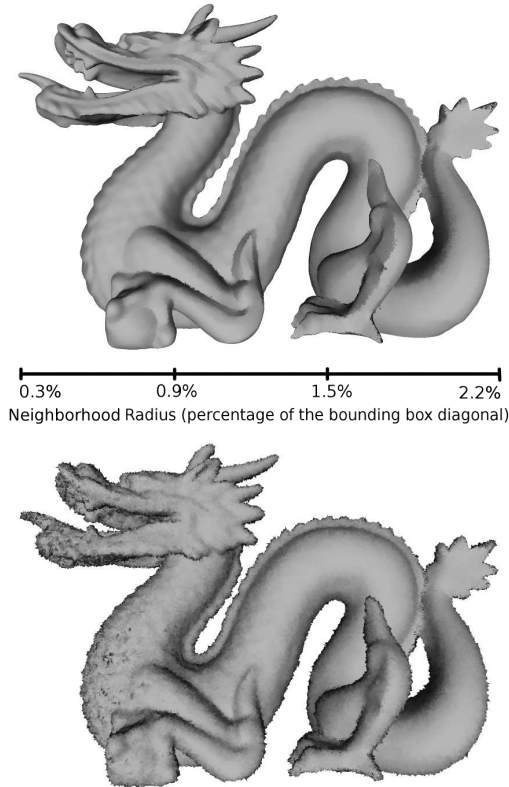 0.3% 0.9% 1.5% 2.2%
Neighborhood Radius (percentage of the bounding box diagonal)